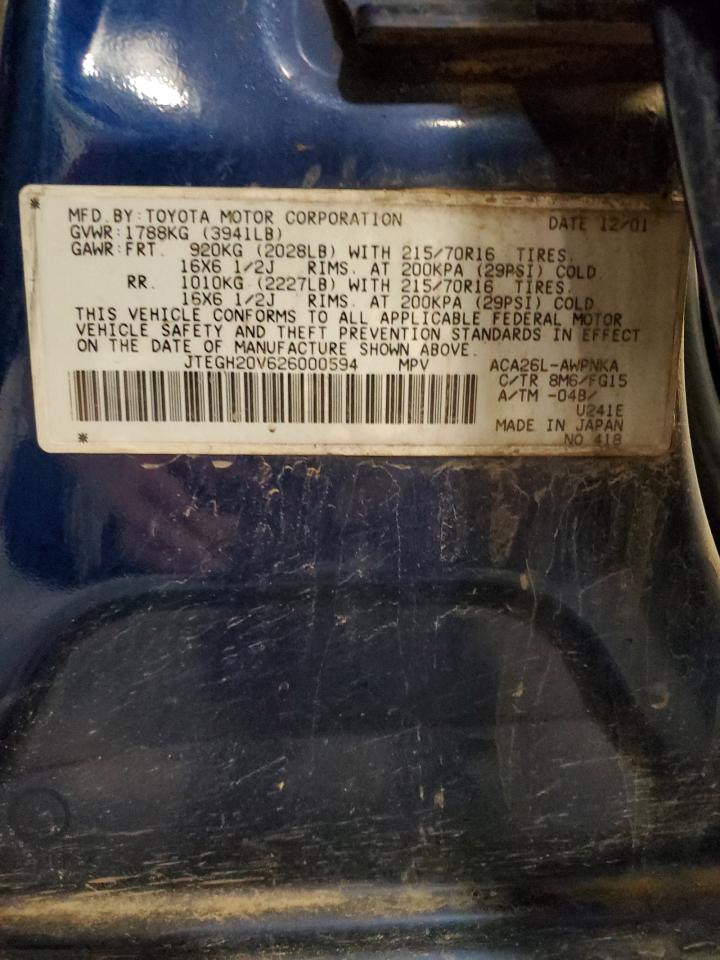 MFD.BY:TOYOTA MOTOR CORPORATION DATE 12/01
GVWR:1788KG (3941LB)
GAWR:FRT. 920KG (2028LB) WITH 215/70R16 TIRES.
16X6 1/2J RIMS. AT 200KPA (29PSI) COLD
RR. 1010KG (2227LB) WITH 215/70R16 TIRES.
16X6 1/2J RIMS. AT 200KPA (29PSI) COLD
THIS VEHICLE CONFORMS TO ALL APPLICABLE FEDERAL MOTOR
VEHICLE SAFETY AND THEFT PREVENTION STANDARDS IN EFFECT
ON THE DATE OF MANUFACTURE SHOWN ABOVE.
JTEGH20V626000594 MPV ACA26L-AWPNKA
C/TR 8M6/FG15
A/TM -04B/
U241E
MADE IN JAPAN
NO 418